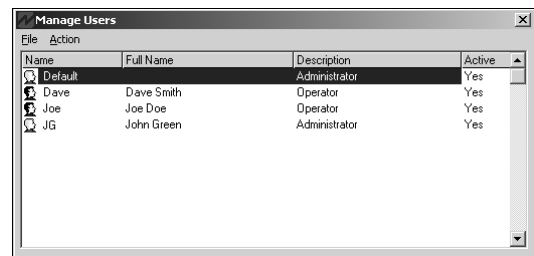 Manage Users
File Action
Name Full Name Description Active
Default Administrator Yes
Dave Dave Smith Operator Yes
Joe Joe Doe Operator Yes
JG John Green Administrator Yes